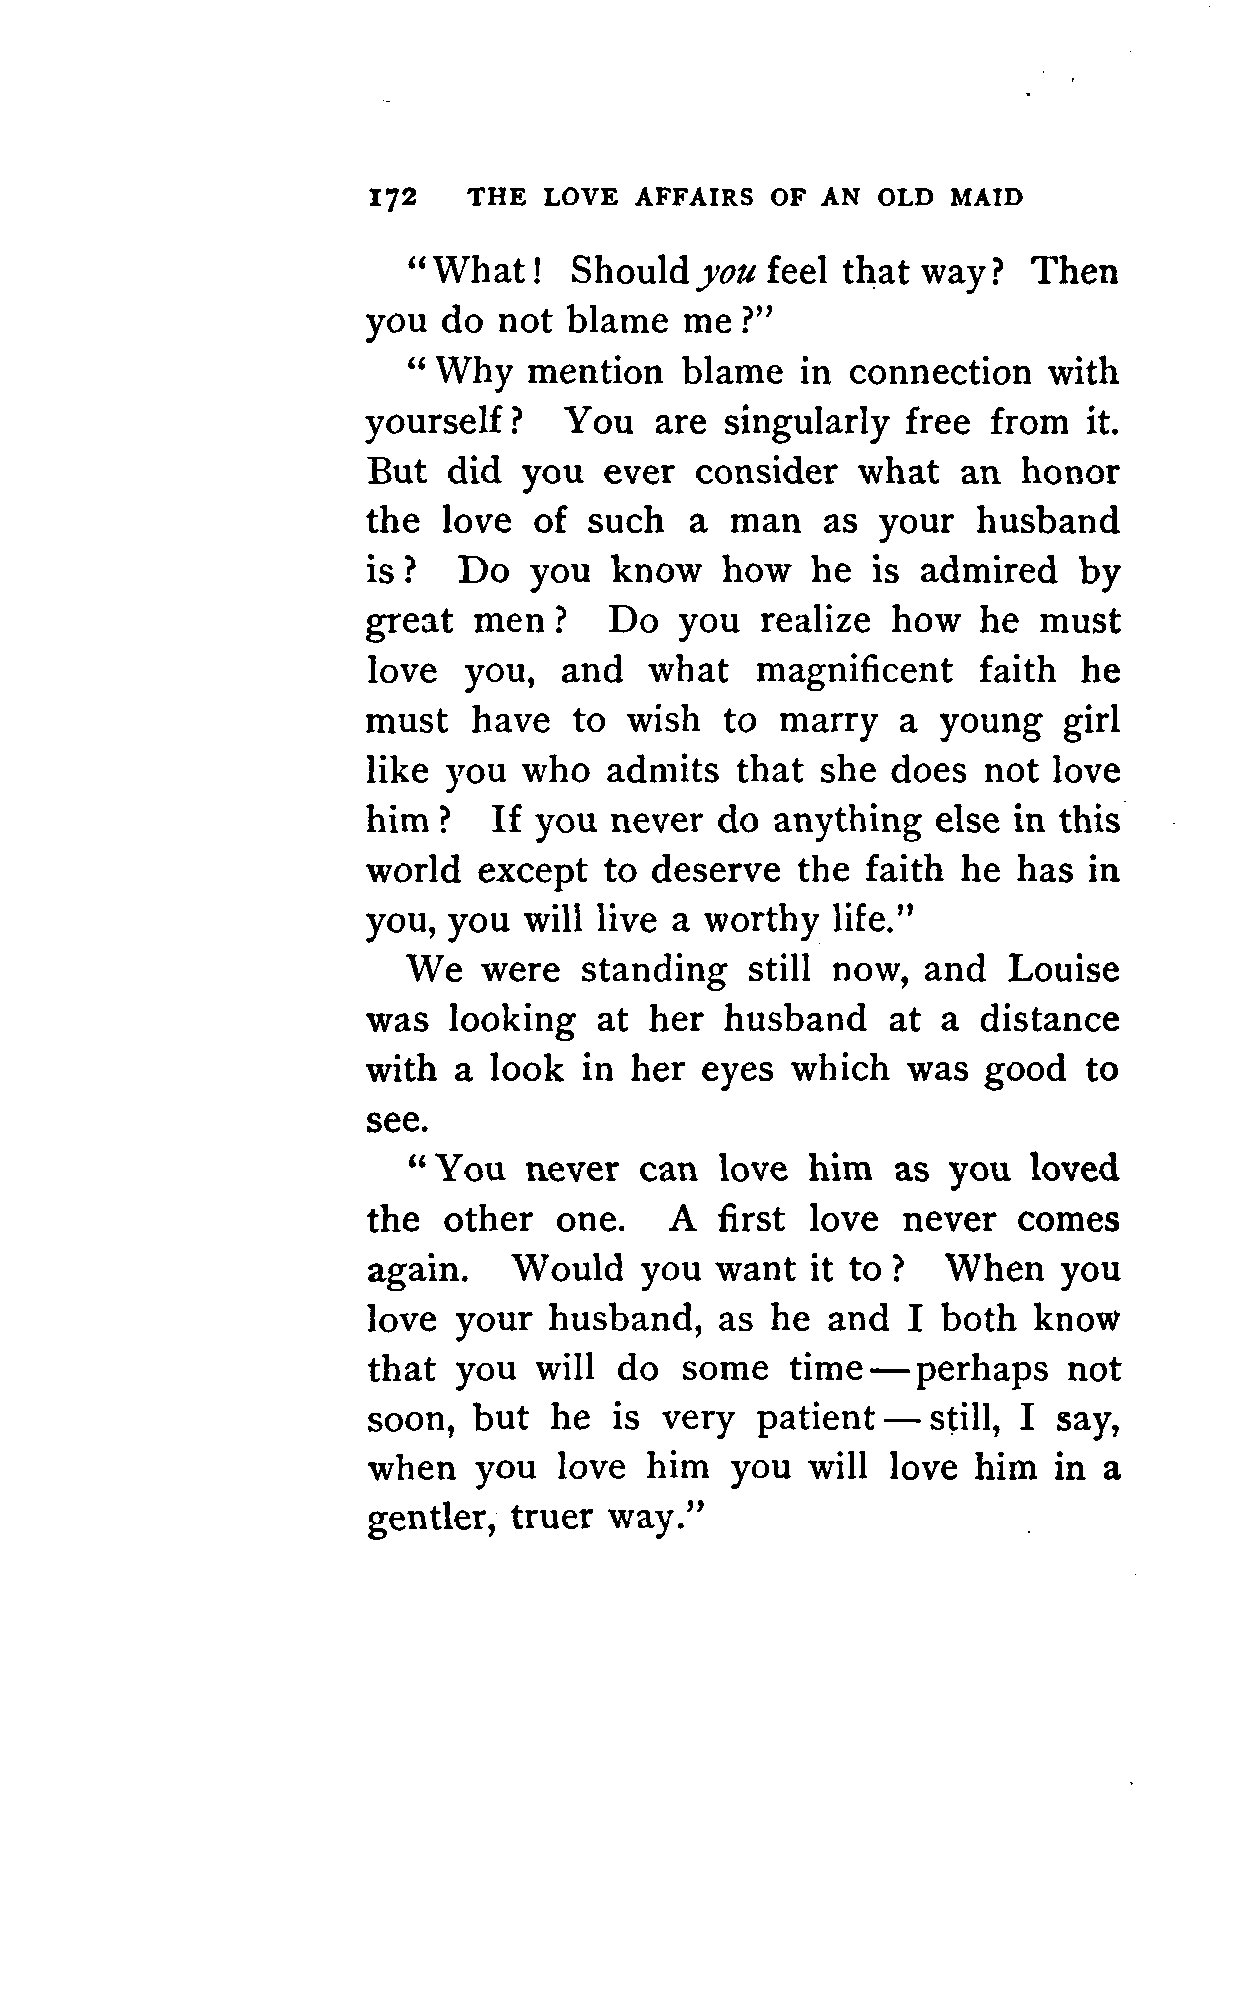 172 THE LOVE AFFAIRS OF AN OLD MAID
"What! Should you feel that way? Then
you do not blame me?"
"Why mention blame in connection with
yourself? You are singularly free from it.
But did you ever consider what an honor
the love of such a man as your husband
is? Do you know how he is admired by
great men? Do you realize how he must
love you, and what magnificent faith he
must have to wish to marry a young girl
like you who admits that she does not love
him? If you never do anything else in this
world except to deserve the faith he has in
you, you will live a worthy life."
We were standing still now, and Louise
was looking at her husband at a distance
with a look in her eyes which was good to
see.
"You never can love him as you loved
the other one. A first love never comes
again. Would you want it to? When you
love your husband, as he and I both know
that you will do some time—perhaps not
soon, but he is very patient—still, I say,
when you love him you will love him in a
gentler, truer way."